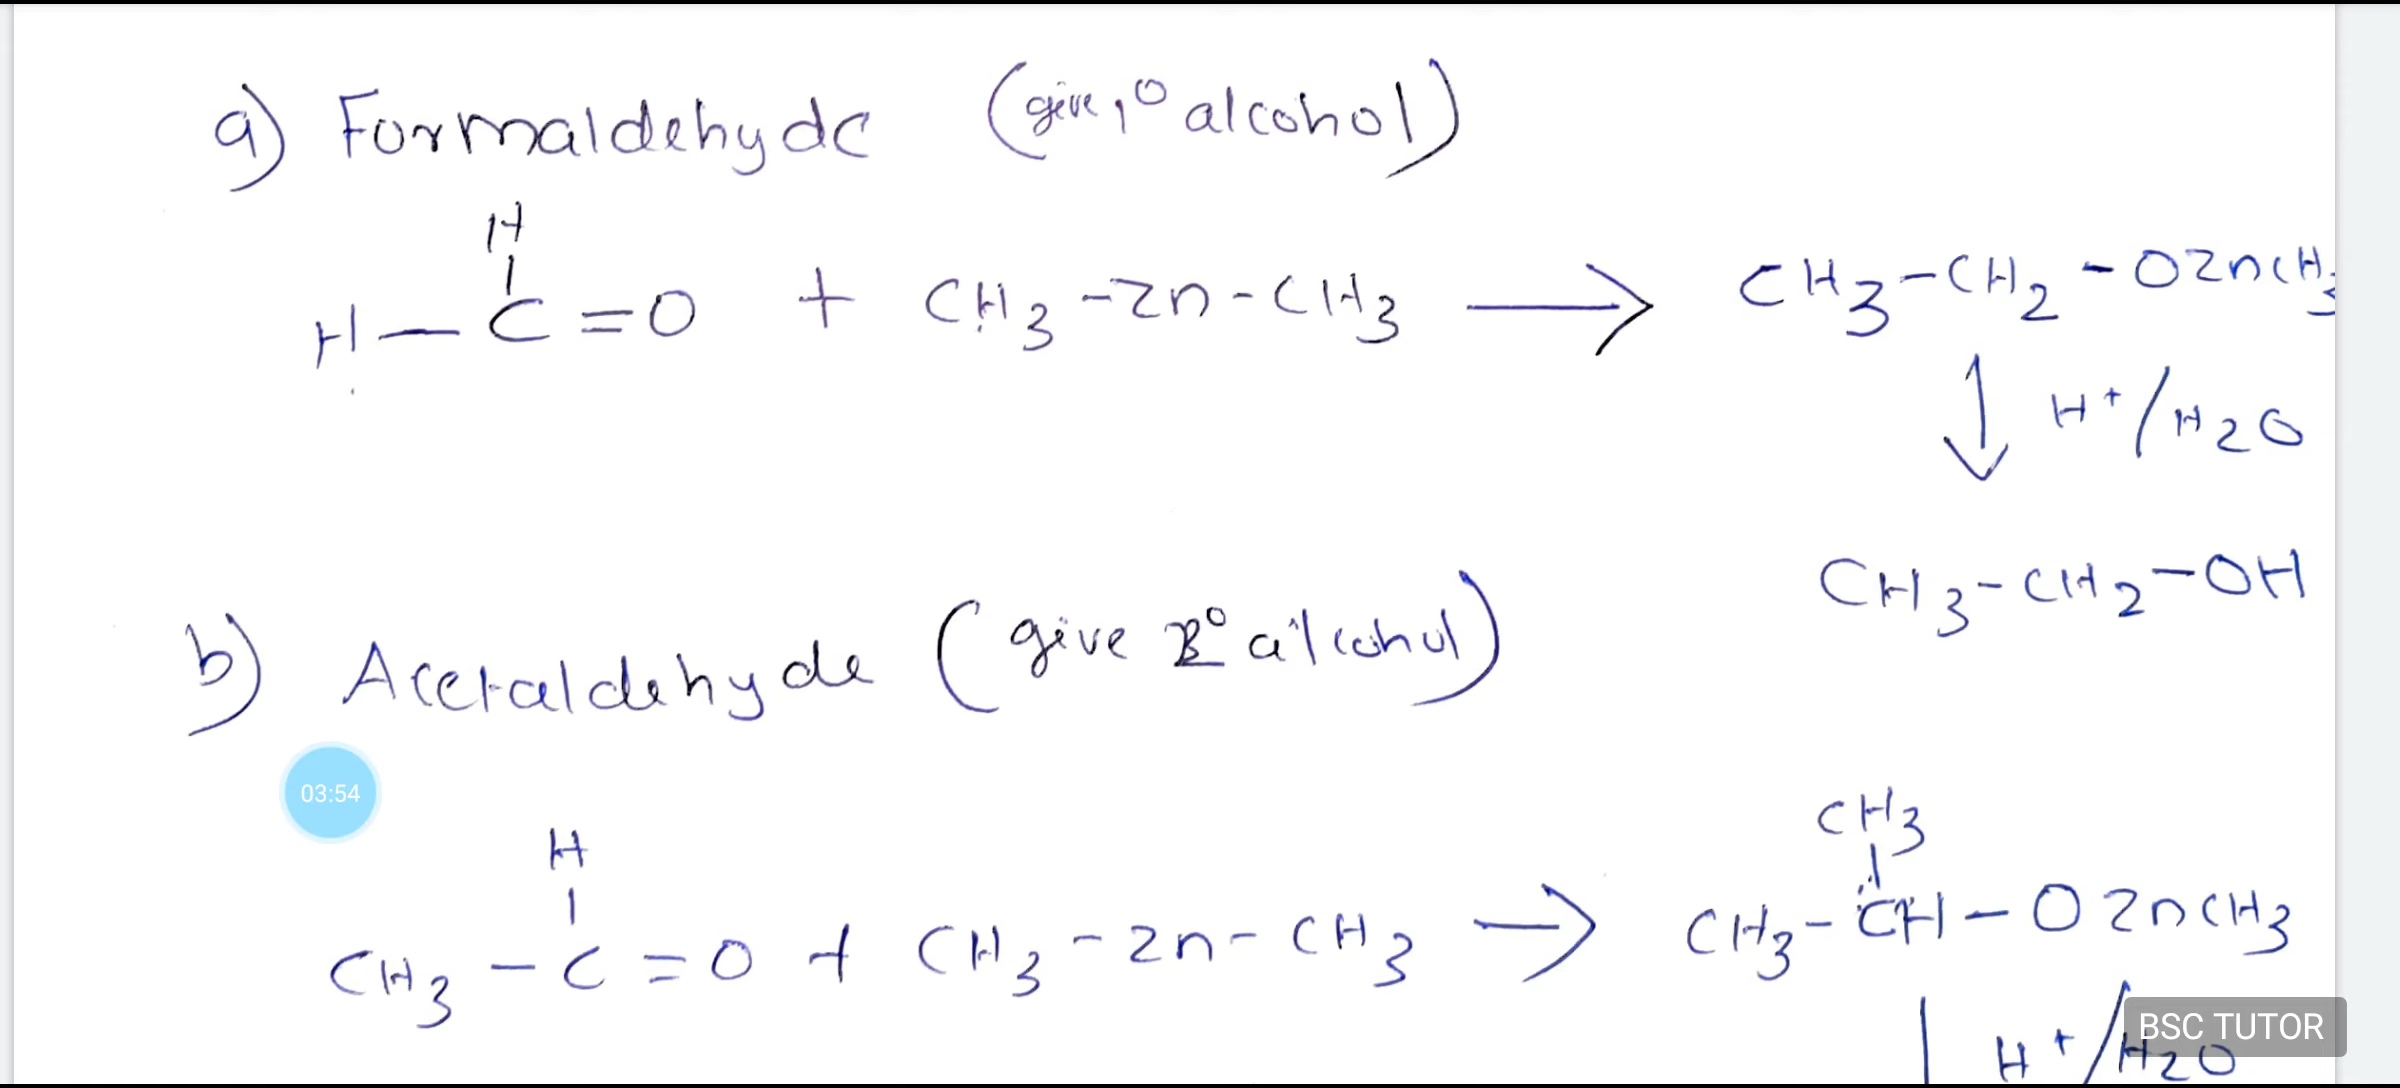 a) Formaldehyde (give 1° alcohol)
H
H — C = O + CH3 - Zn - CH3 → CH3 - CH2 - OZnCH3
↓ H+/H2O
CH3 - CH2 - OH
b) Acetaldehyde (give 2° alcohol)
03:54
H CH3
CH3 - C = O + CH3 - Zn - CH3 → CH3 - CH - OZnCH3
H+/H2O
BSC TUTOR